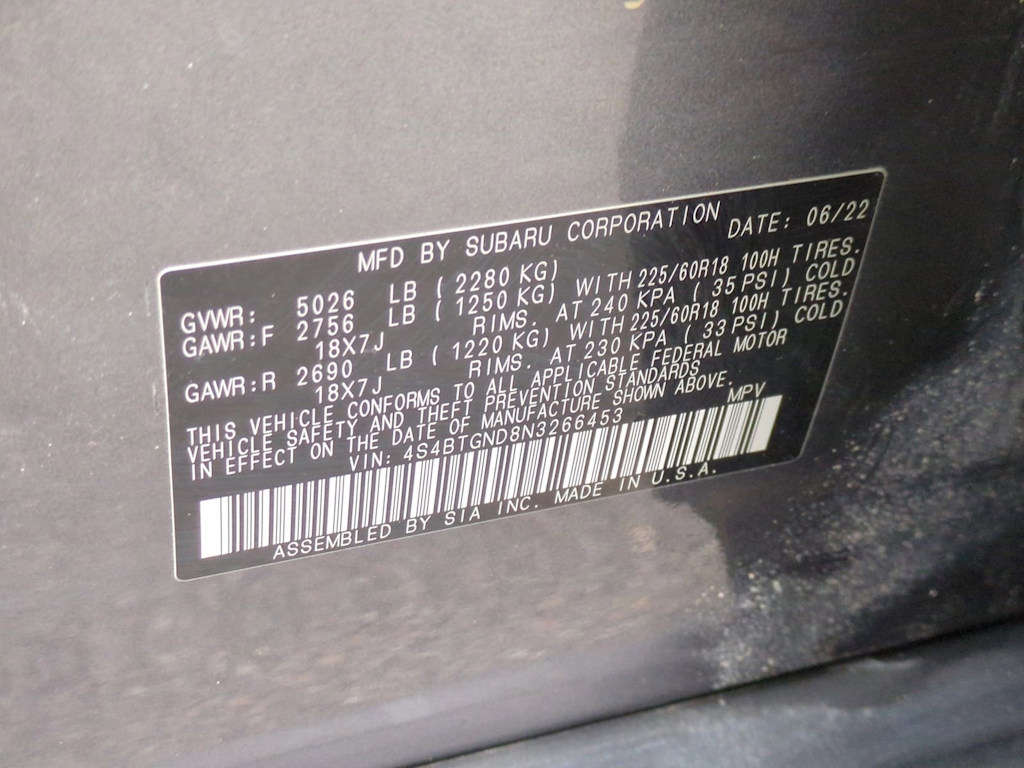 MFD BY SUBARU CORPORATION DATE: 06/22
GVWR: 5026 LB ( 2280 KG)
GAWR:F 2756 LB ( 1250 KG) WITH 225/60R18 100H TIRES.
18X7J RIMS. AT 240 KPA ( 35 PSI) COLD
GAWR:R 2690 LB ( 1220 KG) WITH 225/60R18 100H TIRES.
18X7J RIMS. AT 230 KPA ( 33 PSI) COLD
THIS VEHICLE CONFORMS TO ALL APPLICABLE FEDERAL MOTOR
VEHICLE SAFETY AND THEFT PREVENTION STANDARDS
IN EFFECT ON THE DATE OF MANUFACTURE SHOWN ABOVE.
VIN: 4S4BTGND8N3266453 MPV
ASSEMBLED BY SIA INC. MADE IN U.S.A.